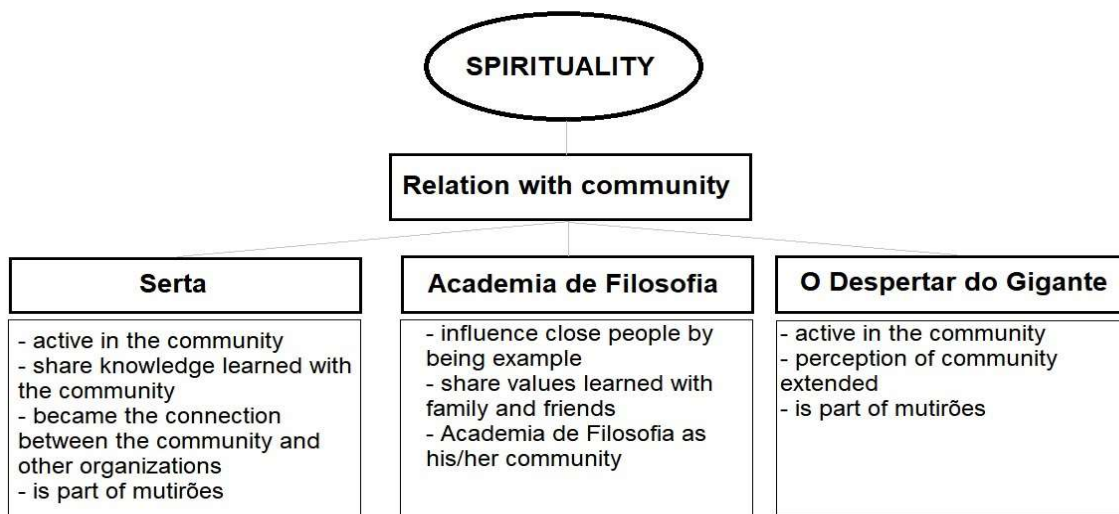 SPIRITUALITY
Relation with community
Serta
- active in the community
- share knowledge learned with
the community
- became the connection
between the community and
other organizations
- is part of mutirões
Academia de Filosofia
- influence close people by
being example
- share values learned with
family and friends
- Academia de Filosofia as
his/her community
O Despertar do Gigante
- active in the community
- perception of community
extended
- is part of mutirões